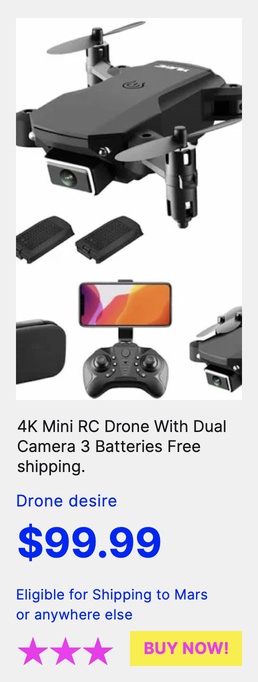 4K Mini RC Drone With Dual
Camera 3 Batteries Free
shipping.
Drone desire
$99.99
Eligible for Shipping to Mars
or anywhere else
BUY NOW!